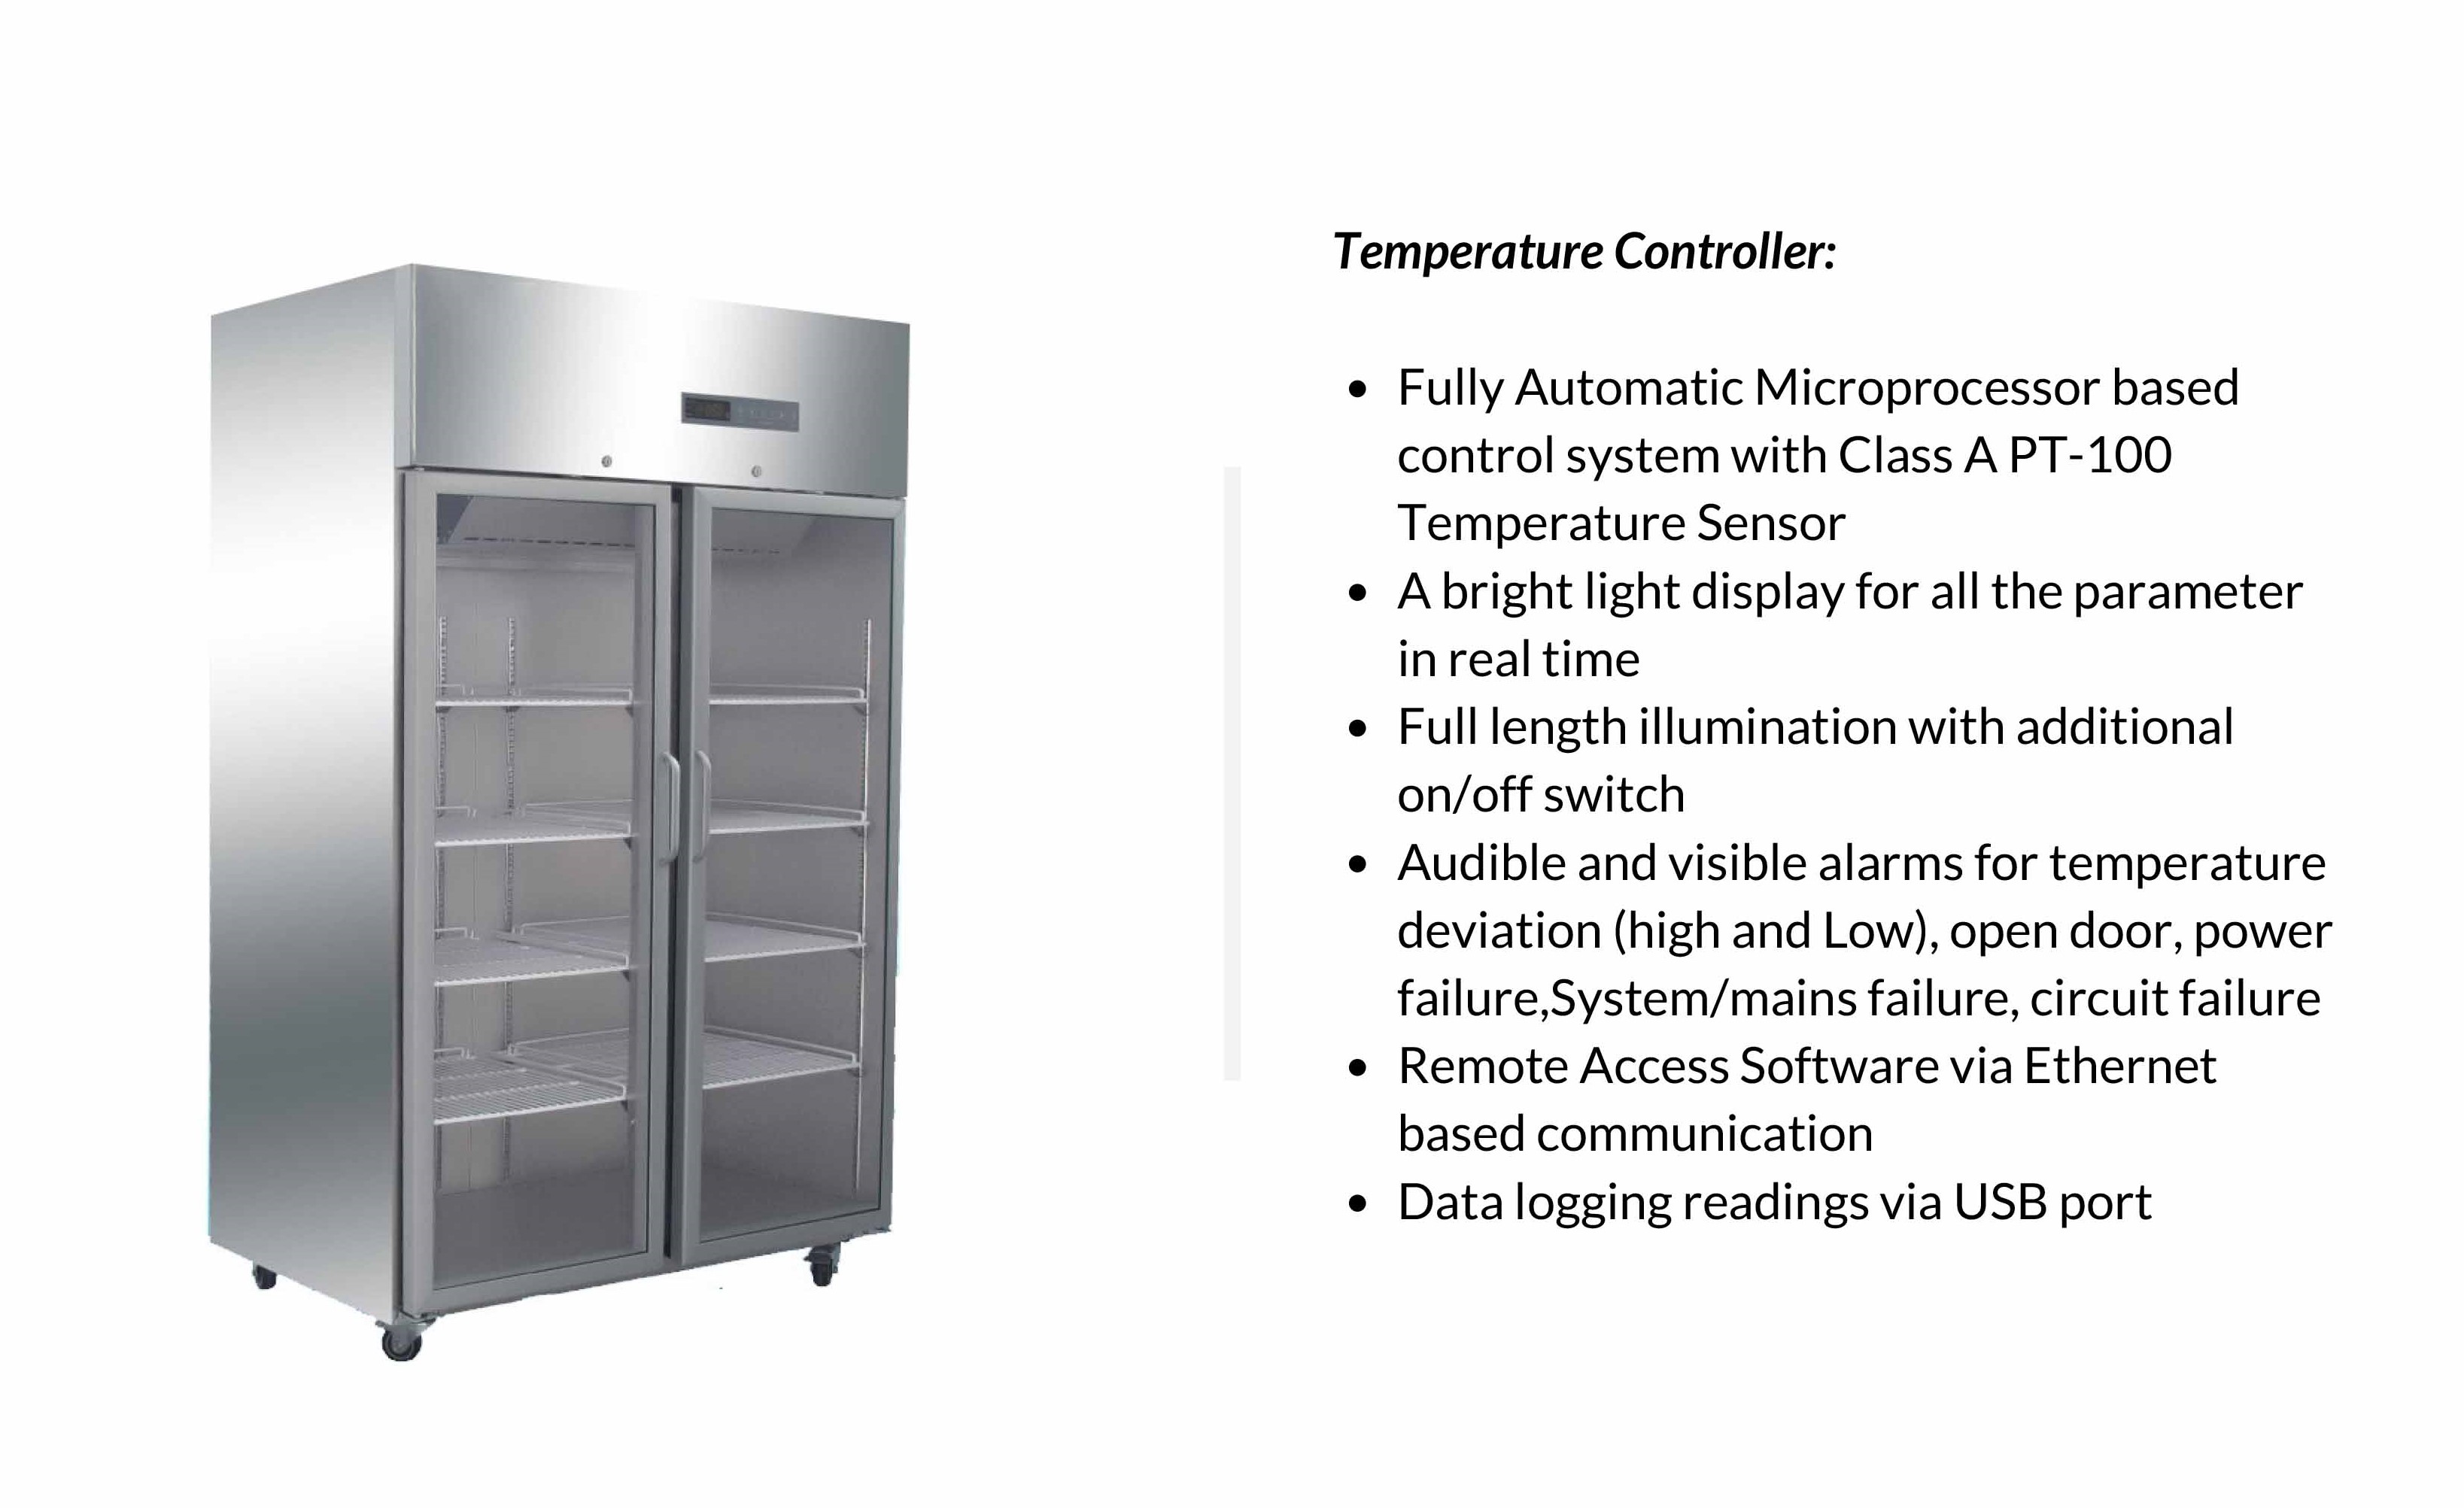 Temperature Controller:
• Fully Automatic Microprocessor based
control system with Class A PT-100
Temperature Sensor
• A bright light display for all the parameter
in real time
• Full length illumination with additional
on/off switch
• Audible and visible alarms for temperature
deviation (high and Low), open door, power
failure,System/mains failure, circuit failure
• Remote Access Software via Ethernet
based communication
• Data logging readings via USB port